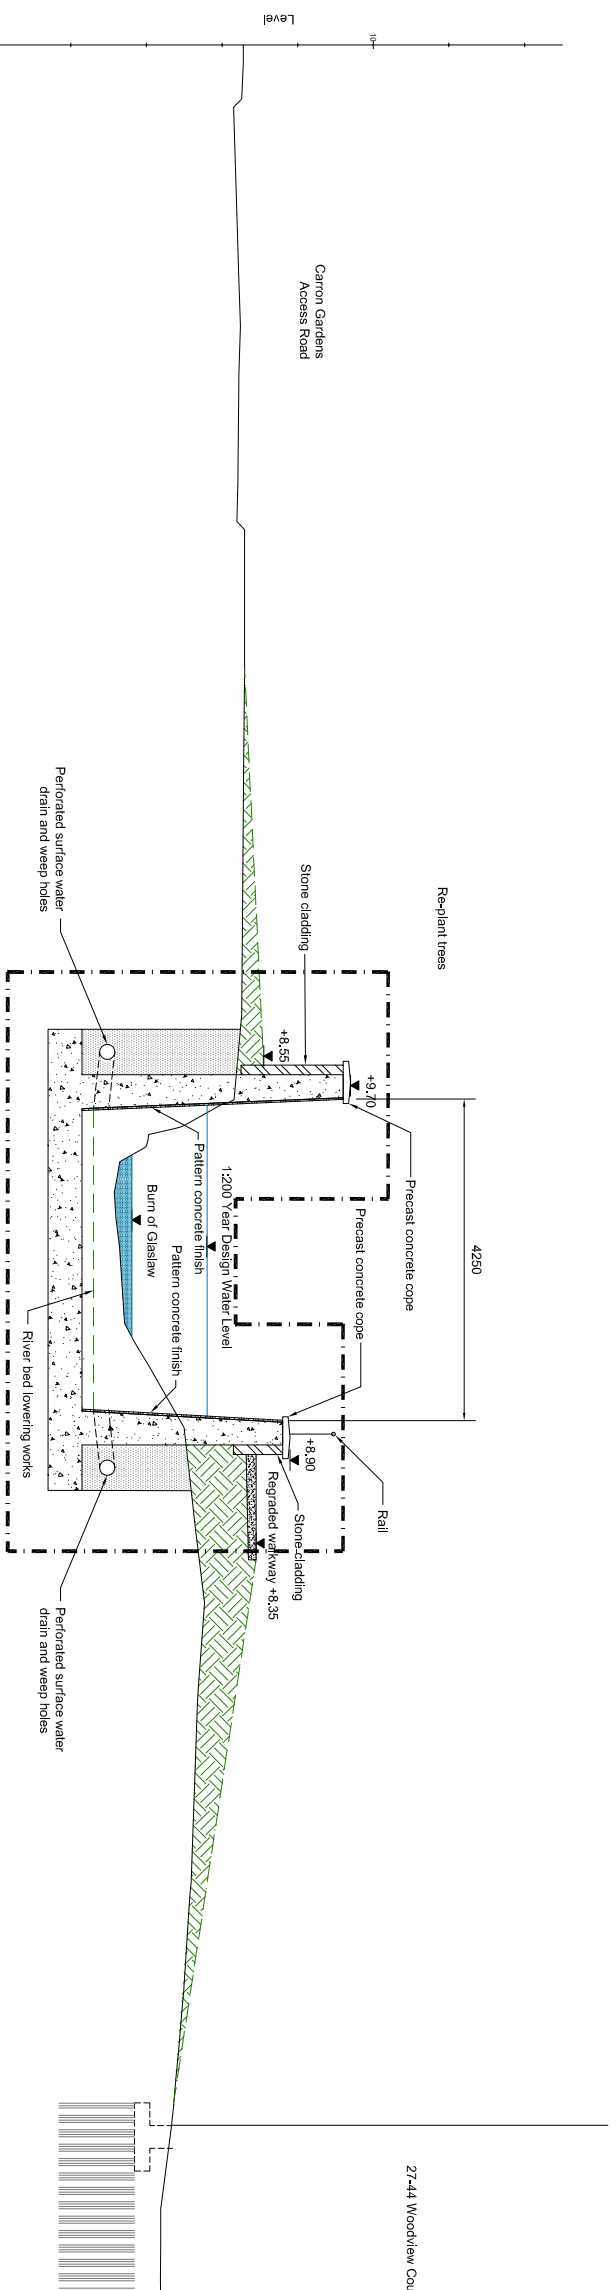 Level
10
Carron Gardens
Access Road
Re-plant trees
Perforated surface water
drain and weep holes
Stone cladding
+8.55
+9.70
Precast concrete cope
4250
Precast concrete cope
Pattern concrete finish
1:200 Year Design Water Level
Burn of Glaslaw
Pattern concrete finish
River bed lowering works
+8.90
Rail
Stone cladding
Regraded walkway +8.35
Perforated surface water
drain and weep holes
27-44 Woodview Cou